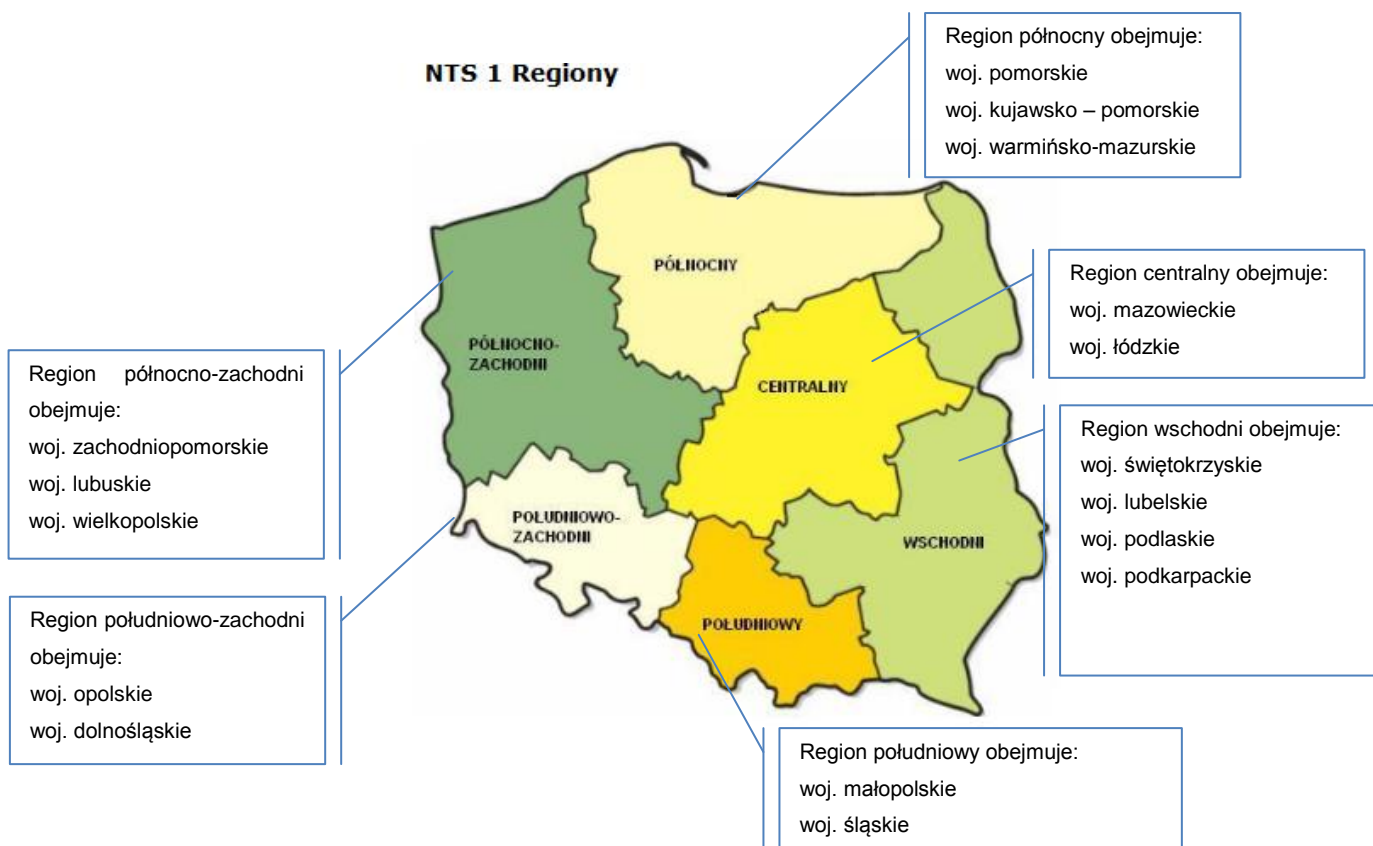 NTS 1 Regiony
Region północny obejmuje:
woj. pomorskie
woj. kujawsko – pomorskie
woj. warmińsko-mazurskie
PÓŁNOCNY
Region centralny obejmuje:
woj. mazowieckie
woj. łódzkie
PÓŁNOCNO-
ZACHODNI
CENTRALNY
Region północno-zachodni
obejmuje:
woj. zachodniopomorskie
woj. lubuskie
woj. wielkopolskie
Region wschodni obejmuje:
woj. świętokrzyskie
woj. lubelskie
woj. podlaskie
woj. podkarpackie
POŁUDNIOWO-
ZACHODNI
WSCHODNI
POŁUDNIOWY
Region południowo-zachodni
obejmuje:
woj. opolskie
woj. dolnośląskie
Region południowy obejmuje:
woj. małopolskie
woj. śląskie